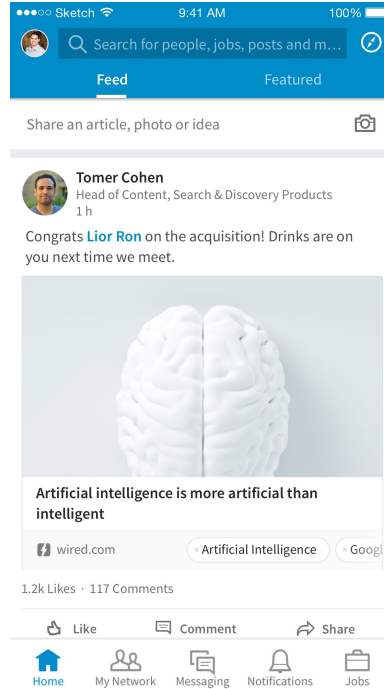 Sketch 9:41 AM 100%
Search for people, jobs, posts and m...
Feed Featured
Share an article, photo or idea
Tomer Cohen
Head of Content, Search & Discovery Products
1 h
Congrats Lior Ron on the acquisition! Drinks are on
you next time we meet.
Artificial intelligence is more artificial than
intelligent
wired.com Artificial Intelligence Googl
1.2k Likes · 117 Comments
Like Comment Share
Home My Network Messaging Notifications Jobs